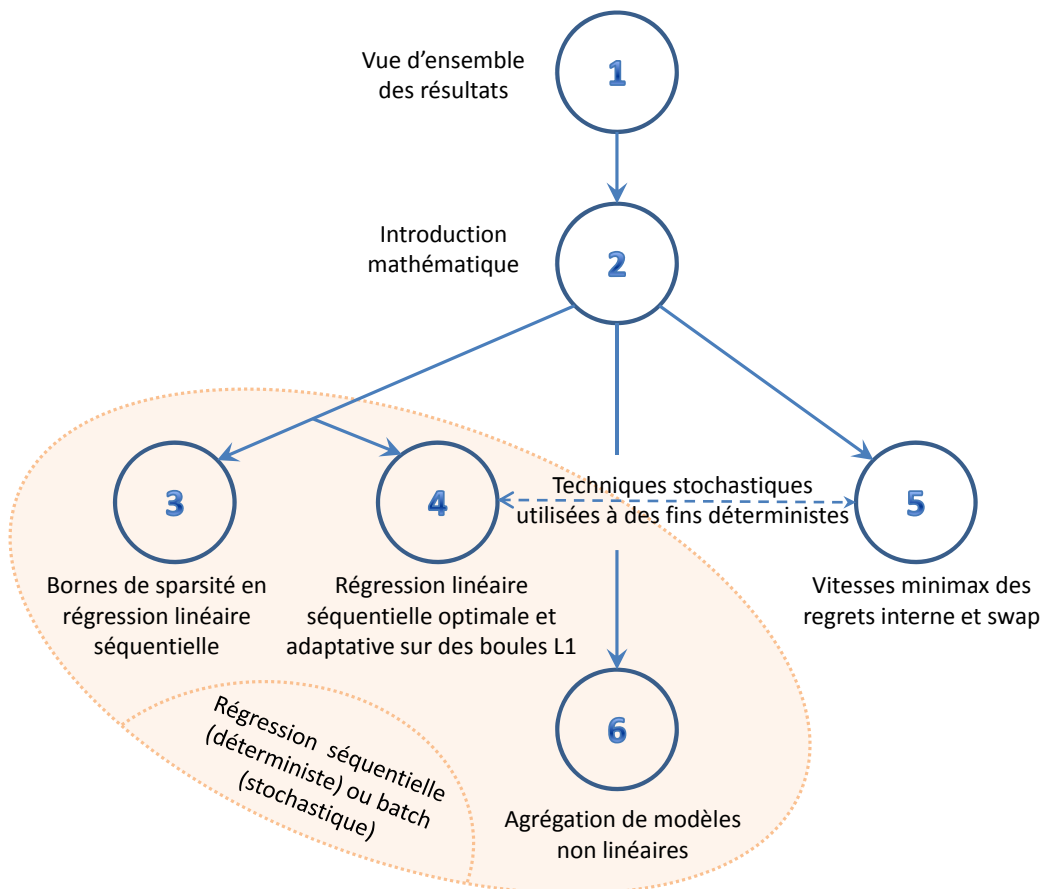 Vue d'ensemble
des résultats
1
Introduction
mathématique
2
3
4
Techniques stochastiques
utilisées à des fins déterministes
5
Bornes de sparsité en
régression linéaire
séquentielle
Régression linéaire
séquentielle optimale et
adaptative sur des boules L1
Vitesses minimax des
regrets interne et swap
Régression séquentielle
(déterministe) ou batch
(stochastique)
6
Agrégation de modèles
non linéaires